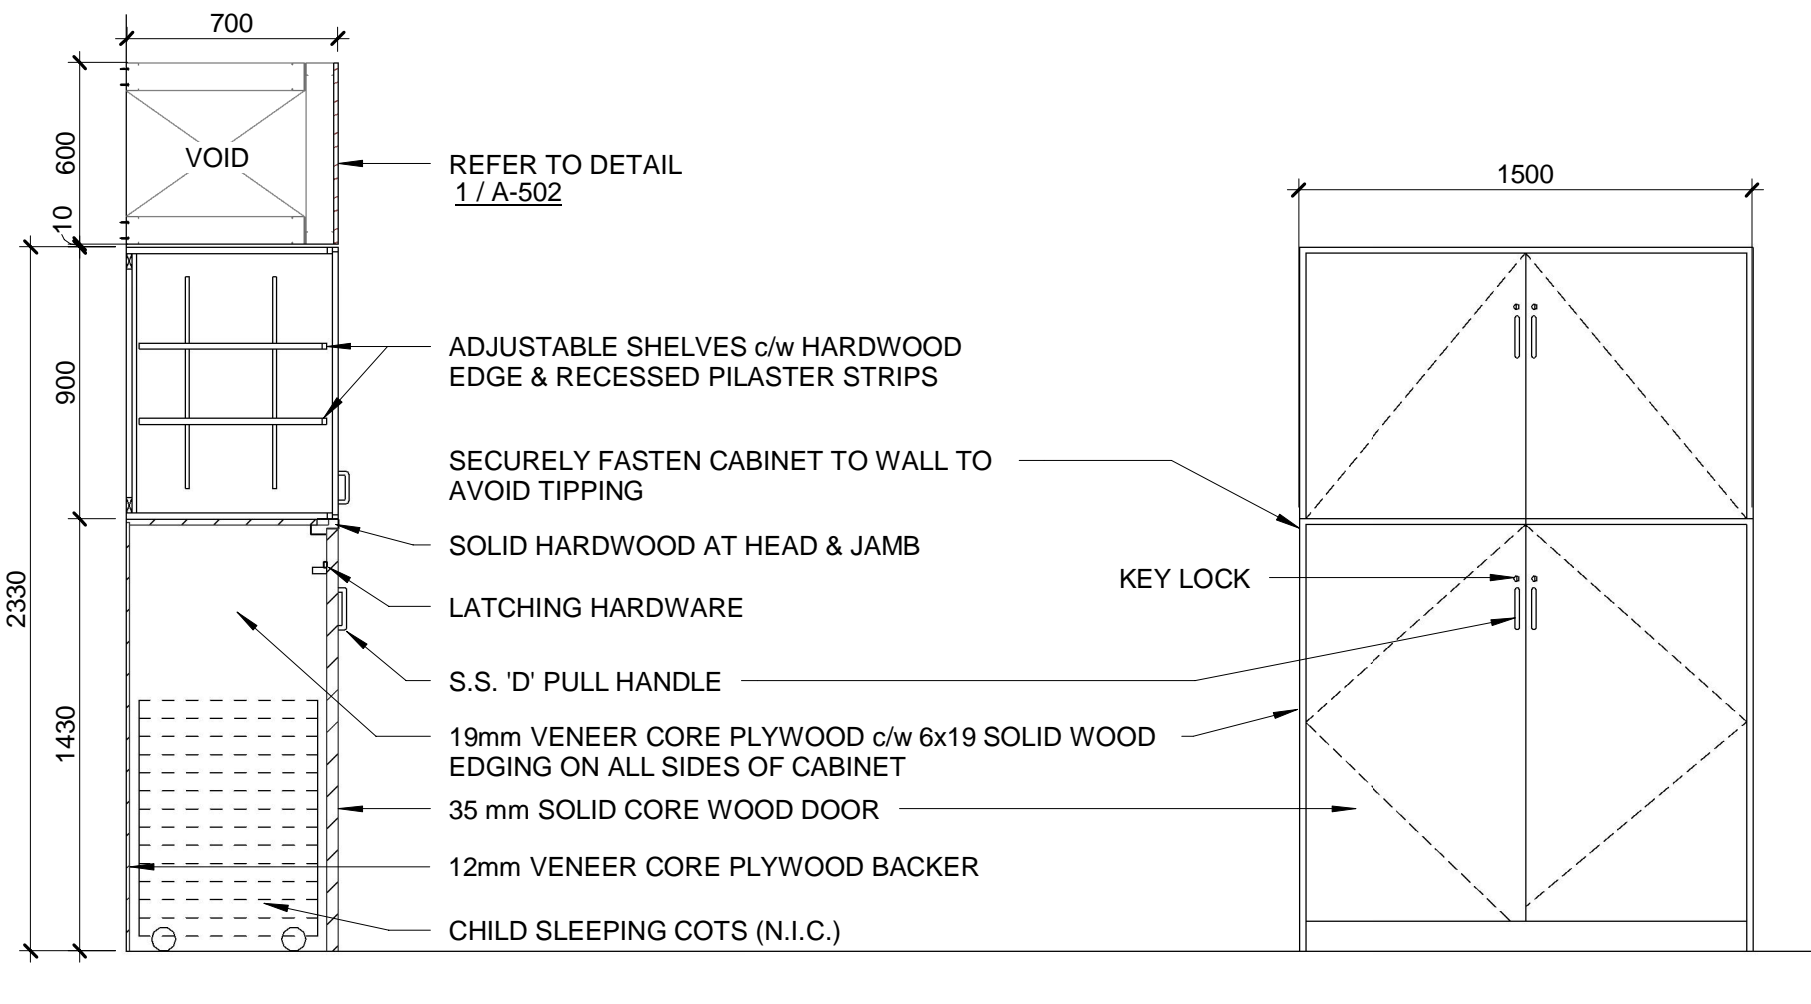 700
600
VOID
REFER TO DETAIL
1 / A-502
1500
10
ADJUSTABLE SHELVES c/w HARDWOOD
EDGE & RECESSED PILASTER STRIPS
900
SECURELY FASTEN CABINET TO WALL TO
AVOID TIPPING
SOLID HARDWOOD AT HEAD & JAMB
KEY LOCK
2330
LATCHING HARDWARE
S.S. 'D' PULL HANDLE
1430
19mm VENEER CORE PLYWOOD c/w 6x19 SOLID WOOD
EDGING ON ALL SIDES OF CABINET
35 mm SOLID CORE WOOD DOOR
12mm VENEER CORE PLYWOOD BACKER
CHILD SLEEPING COTS (N.I.C.)